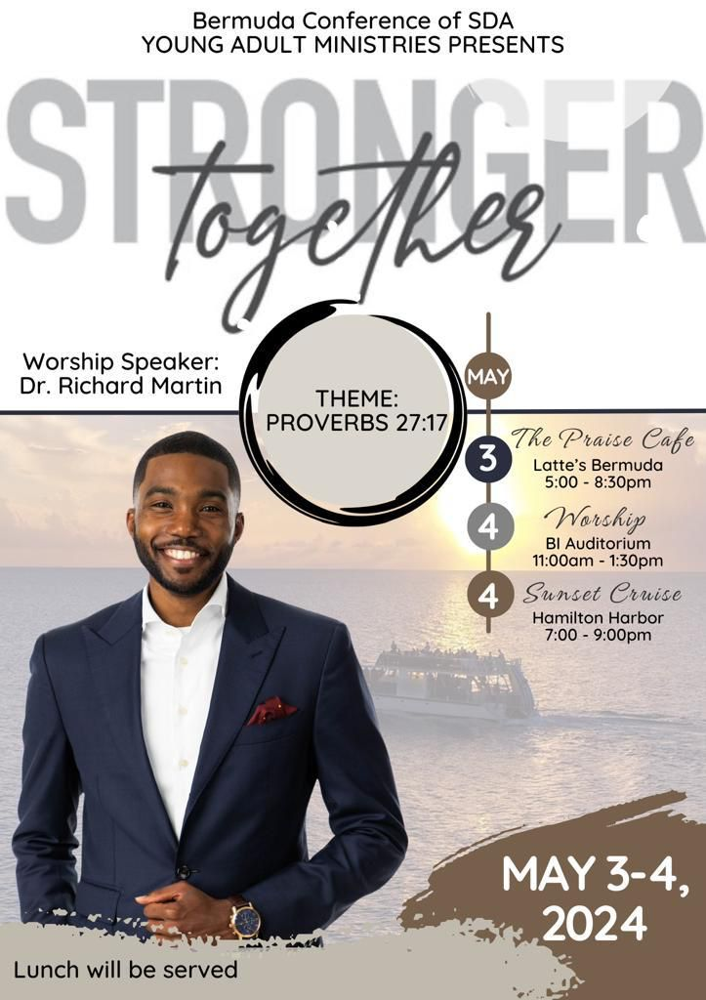 Bermuda Conference of SDA
YOUNG ADULT MINISTRIES PRESENTS
STRONGER
together
Worship Speaker:
Dr. Richard Martin
THEME:
PROVERBS 27:17
MAY
3
The Praise Cafe
Latte's Bermuda
5:00 - 8:30pm
4
Worship
BI Auditorium
11:00am - 1:30pm
4
Sunset Cruise
Hamilton Harbor
7:00 - 9:00pm
MAY 3-4,
2024
Lunch will be served